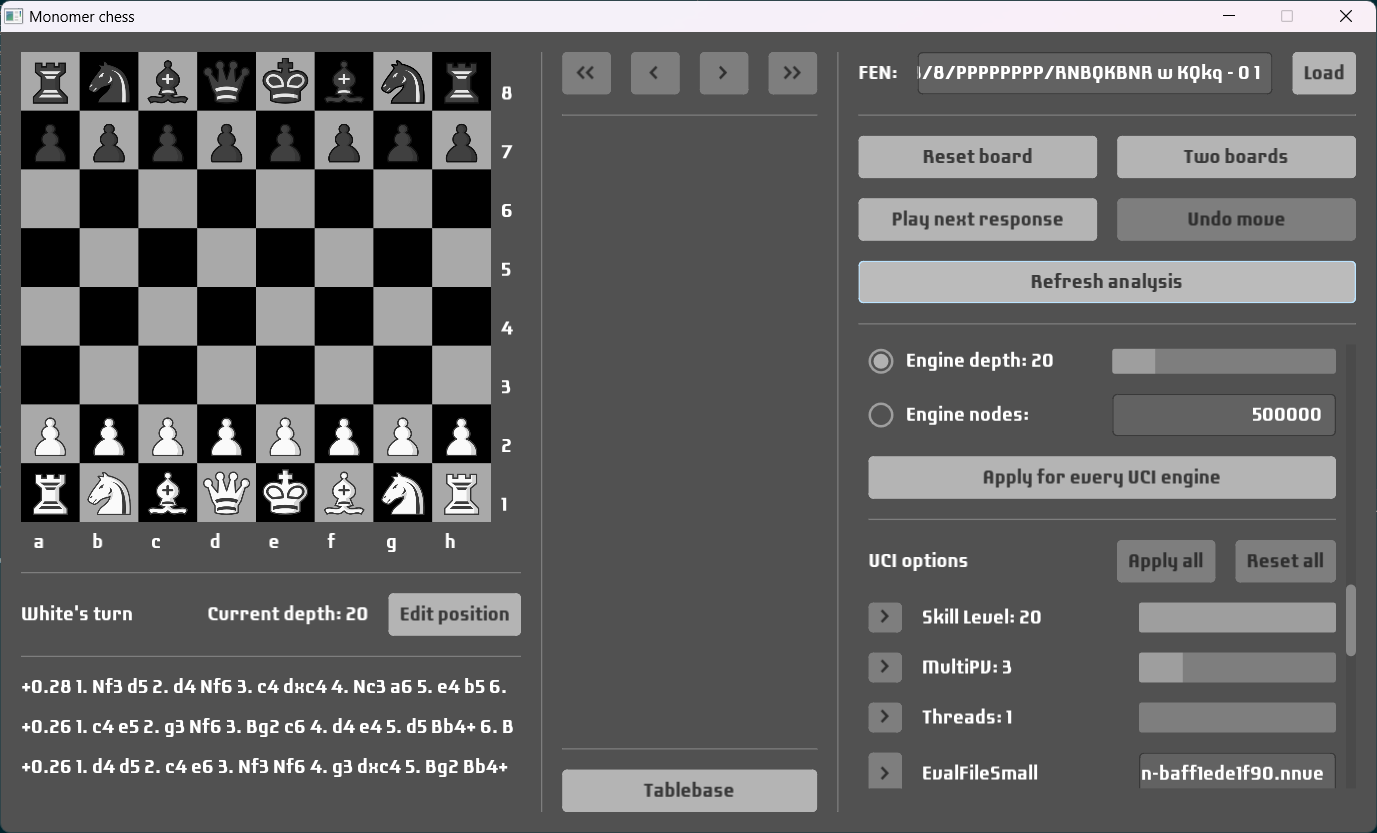 Monomer chess
<< < > >>
FEN: /8/PPPPPPPP/RNBQKBNR w KQkq - 0 1 Load
8
7
6
5
4
3
2
1
a b c d e f g h
Reset board Two boards
Play next response Undo move
Refresh analysis
Engine depth: 20
Engine nodes: 500000
Apply for every UCI engine
UCI options Apply all Reset all
> Skill Level: 20
> MultiPV: 3
> Threads: 1
> EvalFileSmall n-baff1ede1f90.nnue
White's turn Current depth: 20 Edit position
+0.28 1. Nf3 d5 2. d4 Nf6 3. c4 dxc4 4. Nc3 a6 5. e4 b5 6.
+0.26 1. c4 e5 2. g3 Nf6 3. Bg2 c6 4. d4 e4 5. d5 Bb4+ 6. B
+0.26 1. d4 d5 2. c4 e6 3. Nf3 Nf6 4. g3 dxc4 5. Bg2 Bb4+
Tablebase